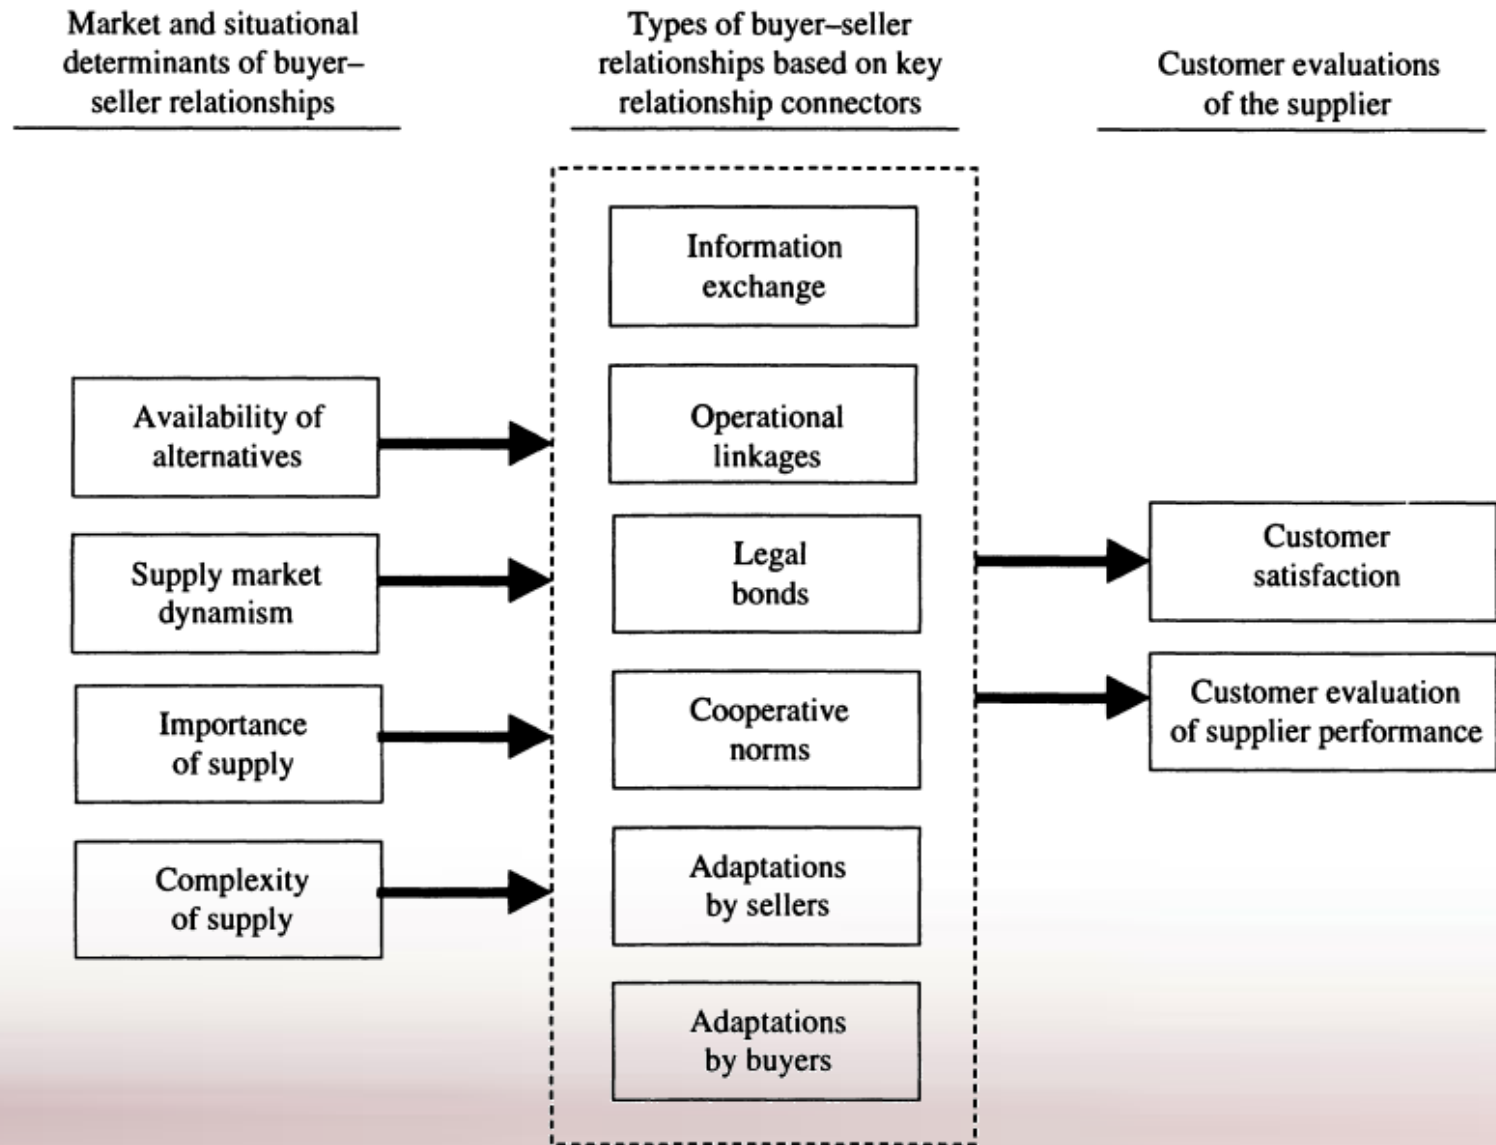 Market and situational
determinants of buyer–
seller relationships
Types of buyer–seller
relationships based on key
relationship connectors
Customer evaluations
of the supplier
Availability of
alternatives
Supply market
dynamism
Importance
of supply
Complexity
of supply
Information
exchange
Operational
linkages
Legal
bonds
Cooperative
norms
Adaptations
by sellers
Adaptations
by buyers
Customer
satisfaction
Customer evaluation
of supplier performance